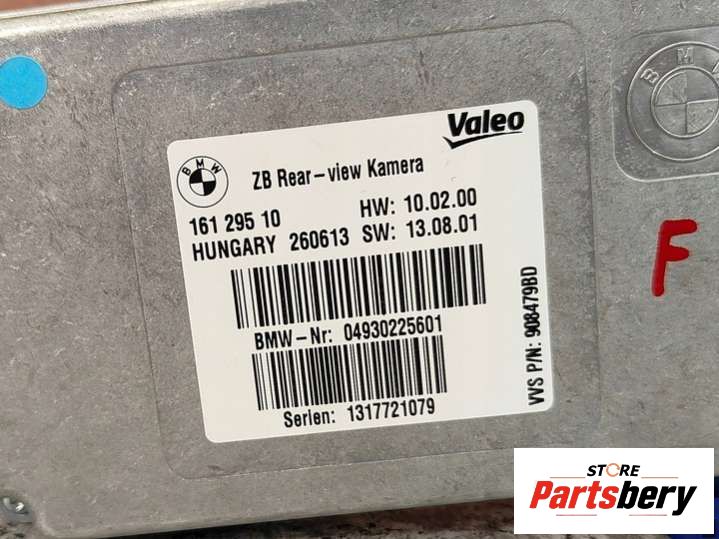 Valeo
BMW
BMW
ZB Rear-view Kamera
161 295 10 HW: 10.02.00
HUNGARY 260613 SW: 13.08.01
BMW-Nr: 04930225601
Serien: 1317721079
VVS P/N: 908479BD
F
STORE
Partsbery